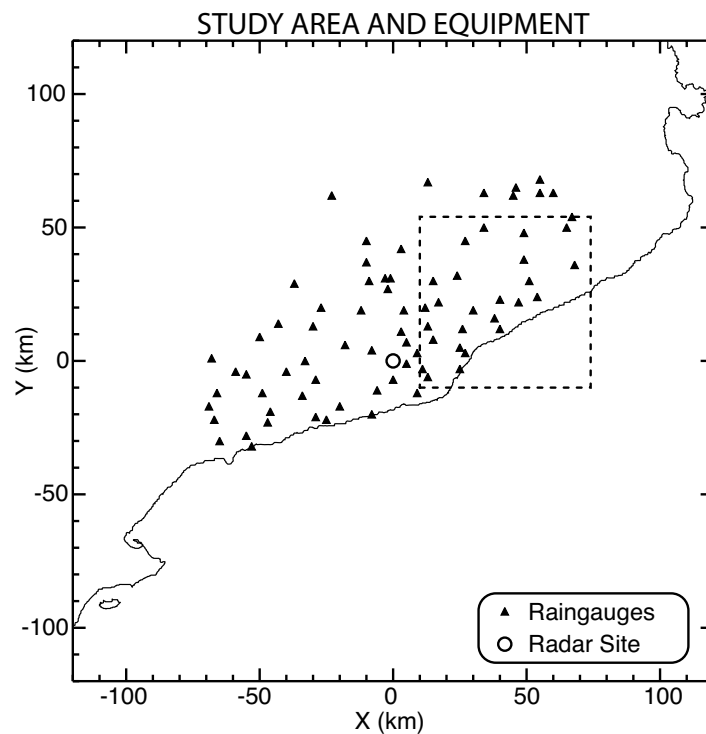 STUDY AREA AND EQUIPMENT
100
50
0
-50
-100
Y (km)
-100
-50
0
50
100
X (km)
Raingauges
Radar Site